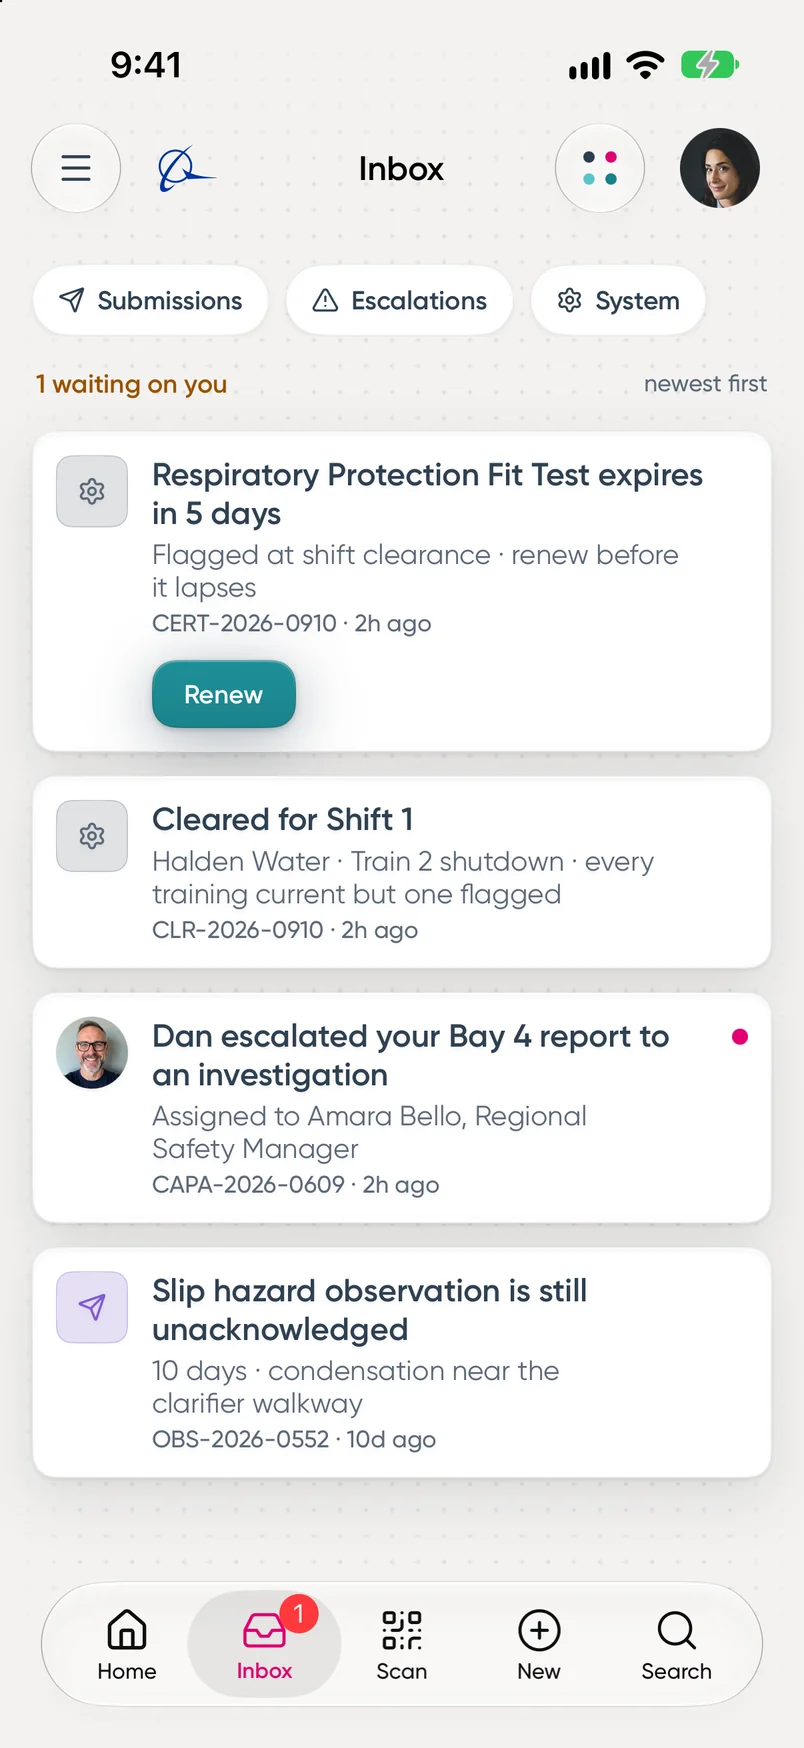 9:41
Inbox
Submissions
Escalations
System
1 waiting on you
newest first
Respiratory Protection Fit Test expires
in 5 days
Flagged at shift clearance · renew before
it lapses
CERT-2026-0910 · 2h ago
Renew
Cleared for Shift 1
Halden Water · Train 2 shutdown · every
training current but one flagged
CLR-2026-0910 · 2h ago
Dan escalated your Bay 4 report to
an investigation
Assigned to Amara Bello, Regional
Safety Manager
CAPA-2026-0609 · 2h ago
Slip hazard observation is still
unacknowledged
10 days · condensation near the
clarifier walkway
OBS-2026-0552 · 10d ago
1
Home
Inbox
Scan
New
Search